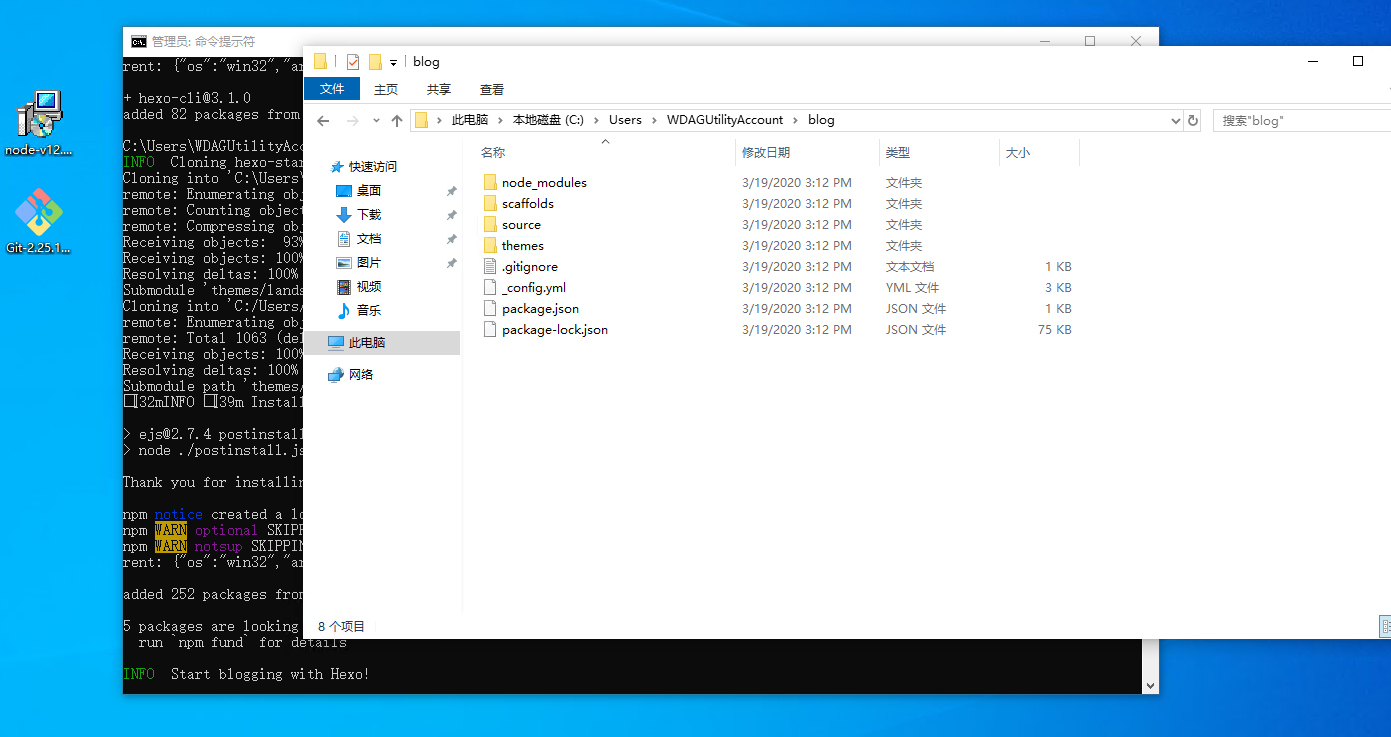 node-v12....
Git-2.25.1...
管理员: 命令提示符
rent: {"os":"win32","ar
+ hexo-cli@3.1.0
added 82 packages from
C:\Users\WDAGUtilityAcc
INFO  Cloning hexo-star
Cloning into 'C:\Users\
remote: Enumerating obj
remote: Counting object
remote: Compressing obj
Receiving objects:  93%
Receiving objects: 100%
Resolving deltas: 100%
Submodule 'themes/lands
Cloning into 'C:/Users/
remote: Enumerating obj
remote: Total 1063 (del
Receiving objects: 100%
Resolving deltas: 100%
Submodule path 'themes/
[32mINFO [39m Install
> ejs@2.7.4 postinstall
> node ./postinstall.js
Thank you for installin
npm notice created a lo
npm WARN optional SKIPP
npm WARN notsup SKIPPIN
rent: {"os":"win32","ar
added 252 packages from
5 packages are looking
run `npm fund` for details
INFO  Start blogging with Hexo!
blog
文件 主页 共享 查看
此电脑 › 本地磁盘 (C:) › Users › WDAGUtilityAccount › blog
搜索"blog"
快速访问
桌面
下载
文档
图片
视频
音乐
此电脑
网络
名称 修改日期 类型 大小
node_modules 3/19/2020 3:12 PM 文件夹
scaffolds 3/19/2020 3:12 PM 文件夹
source 3/19/2020 3:12 PM 文件夹
themes 3/19/2020 3:12 PM 文件夹
.gitignore 3/19/2020 3:12 PM 文本文档 1 KB
_config.yml 3/19/2020 3:12 PM YML 文件 3 KB
package.json 3/19/2020 3:12 PM JSON 文件 1 KB
package-lock.json 3/19/2020 3:12 PM JSON 文件 75 KB
8 个项目